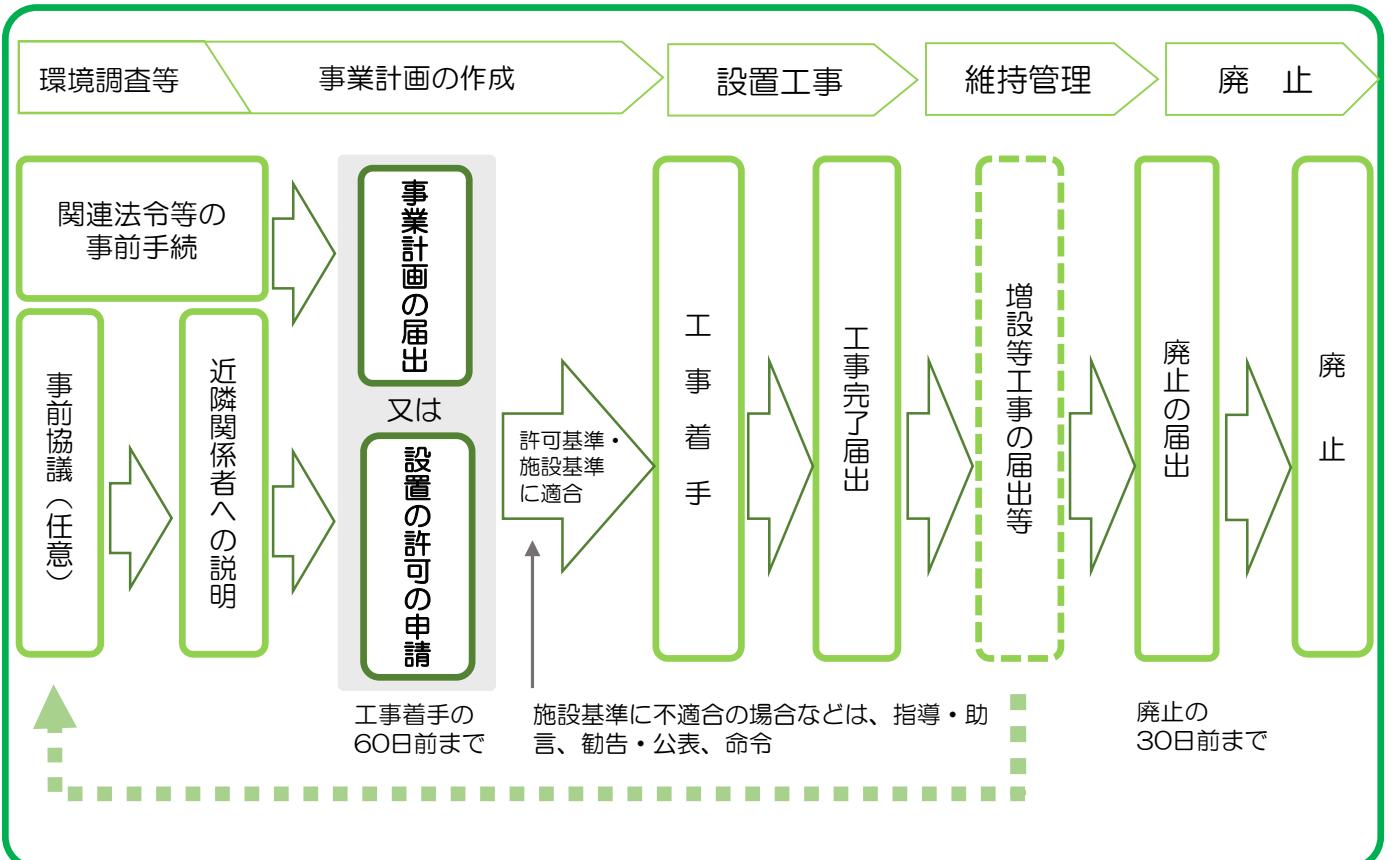 環境調査等
事業計画の作成
設置工事
維持管理
廃　止
関連法令等の
事前手続
事前協議（任意）
近隣関係者への説明
事業計画の届出
又は
設置の許可の申請
許可基準・
施設基準
に適合
工事着手
工事完了届出
増設等工事の届出等
廃止の届出
廃止
工事着手の
60日前まで
施設基準に不適合の場合などは、指導・助
言、勧告・公表、命令
廃止の
30日前まで